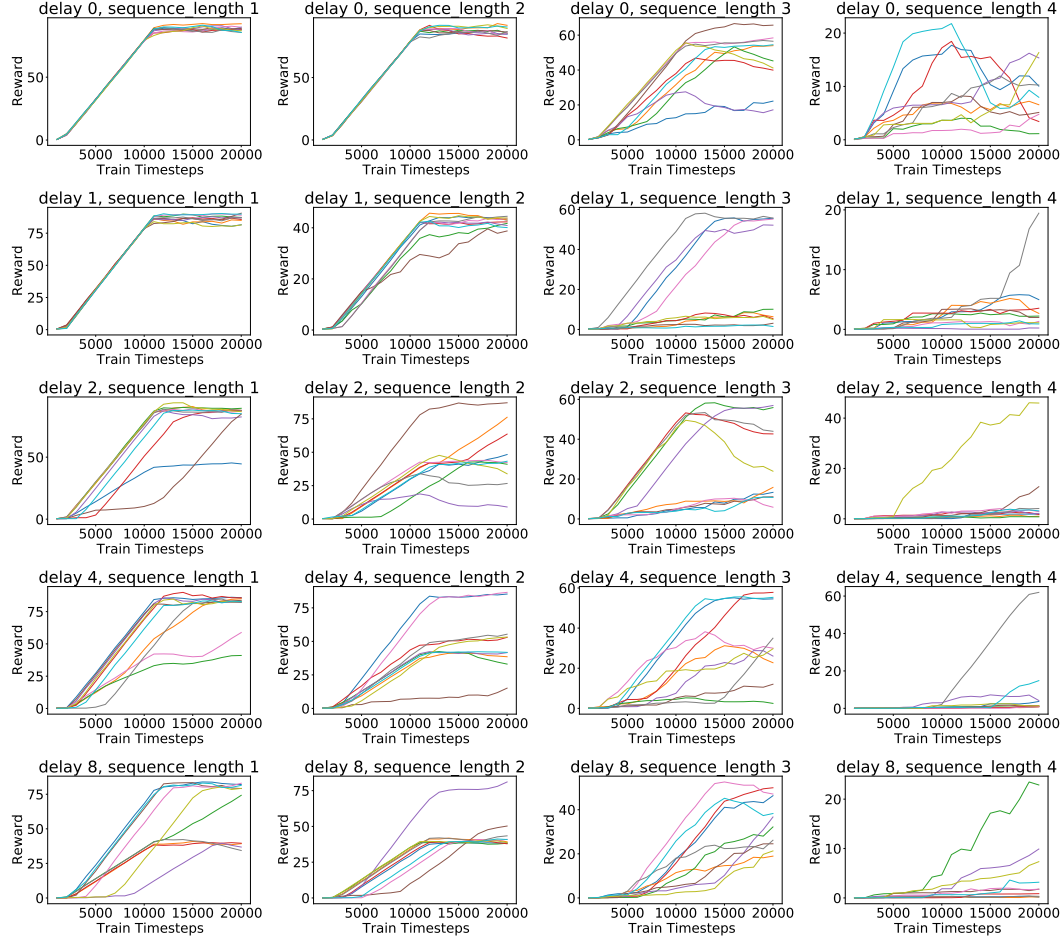 delay 0, sequence_length 1
delay 0, sequence_length 2
delay 0, sequence_length 3
delay 0, sequence_length 4
Reward
50
0
Reward
50
0
Reward
60
40
20
0
Reward
20
10
0
5000 10000 15000 20000
5000 10000 15000 20000
5000 10000 15000 20000
5000 10000 15000 20000
Train Timesteps
Train Timesteps
Train Timesteps
Train Timesteps
delay 1, sequence_length 1
delay 1, sequence_length 2
delay 1, sequence_length 3
delay 1, sequence_length 4
Reward
75
50
25
0
Reward
40
20
0
Reward
60
40
20
0
Reward
20
10
0
5000 10000 15000 20000
5000 10000 15000 20000
5000 10000 15000 20000
5000 10000 15000 20000
Train Timesteps
Train Timesteps
Train Timesteps
Train Timesteps
delay 2, sequence_length 1
delay 2, sequence_length 2
delay 2, sequence_length 3
delay 2, sequence_length 4
Reward
50
0
Reward
75
50
25
0
Reward
60
40
20
0
Reward
40
20
0
5000 10000 15000 20000
5000 10000 15000 20000
5000 10000 15000 20000
5000 10000 15000 20000
Train Timesteps
Train Timesteps
Train Timesteps
Train Timesteps
delay 4, sequence_length 1
delay 4, sequence_length 2
delay 4, sequence_length 3
delay 4, sequence_length 4
Reward
75
50
25
0
Reward
75
50
25
0
Reward
60
40
20
0
Reward
60
40
20
0
5000 10000 15000 20000
5000 10000 15000 20000
5000 10000 15000 20000
5000 10000 15000 20000
Train Timesteps
Train Timesteps
Train Timesteps
Train Timesteps
delay 8, sequence_length 1
delay 8, sequence_length 2
delay 8, sequence_length 3
delay 8, sequence_length 4
Reward
75
50
25
0
Reward
75
50
25
0
Reward
40
20
0
Reward
20
10
0
5000 10000 15000 20000
5000 10000 15000 20000
5000 10000 15000 20000
5000 10000 15000 20000
Train Timesteps
Train Timesteps
Train Timesteps
Train Timesteps